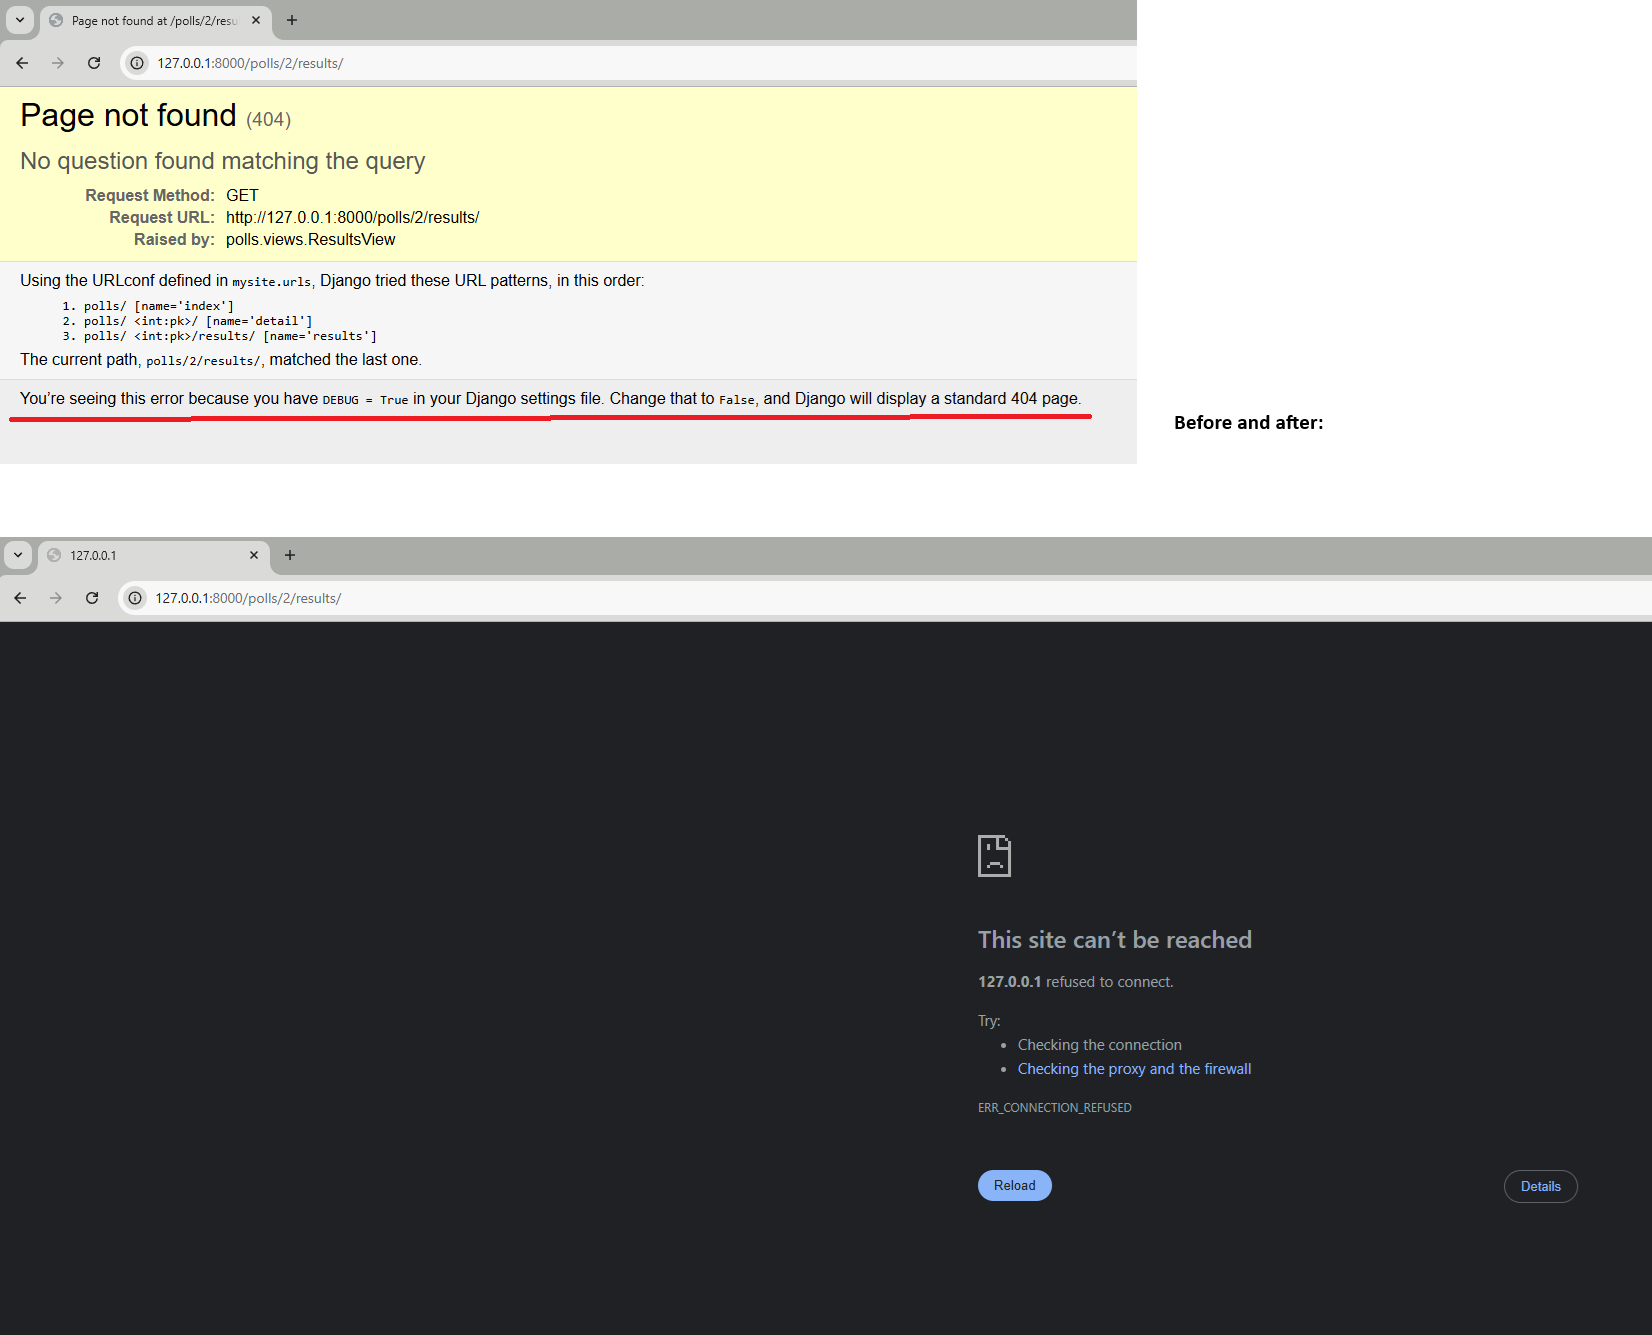 Page not found at /polls/2/resu
127.0.0.1:8000/polls/2/results/
Page not found (404)
No question found matching the query
Request Method: GET
Request URL: http://127.0.0.1:8000/polls/2/results/
Raised by: polls.views.ResultsView
Using the URLconf defined in mysite.urls, Django tried these URL patterns, in this order:
1. polls/ [name='index']
2. polls/ <int:pk>/ [name='detail']
3. polls/ <int:pk>/results/ [name='results']
The current path, polls/2/results/, matched the last one.
You’re seeing this error because you have DEBUG = True in your Django settings file. Change that to False, and Django will display a standard 404 page.
Before and after:
127.0.0.1
127.0.0.1:8000/polls/2/results/
This site can’t be reached
127.0.0.1 refused to connect.
Try:
• Checking the connection
• Checking the proxy and the firewall
ERR_CONNECTION_REFUSED
Reload
Details